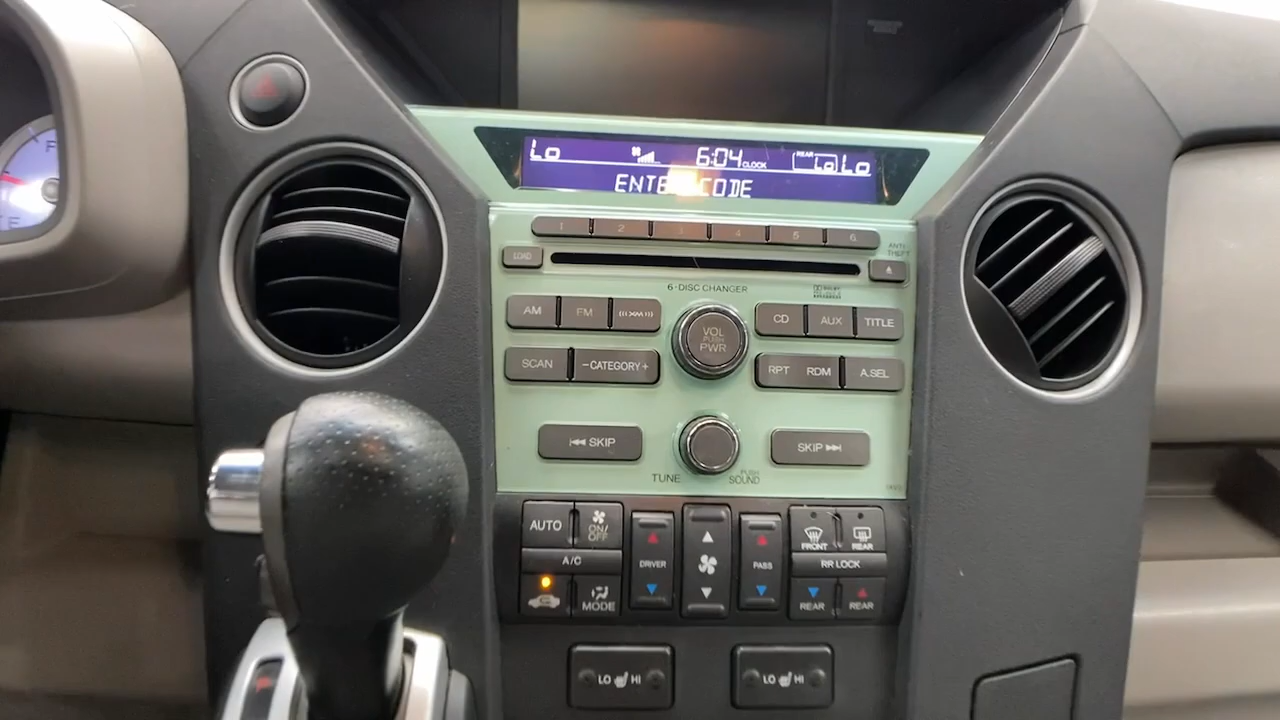 Lo 6:04 CLOCK REAR Lo Lo
ENTER CODE
1 2 3 4 5 6
ANTI THEFT
LOAD
6-DISC CHANGER
AM FM ((XM)) CD AUX TITLE
VOL PUSH PWR
SCAN -CATEGORY+ RPT RDM A.SEL
SKIP SKIP
TUNE PUSH SOUND
AUTO ON/OFF FRONT REAR
A/C DRIVER PASS RR LOCK
MODE REAR REAR
LO HI LO HI
F
E